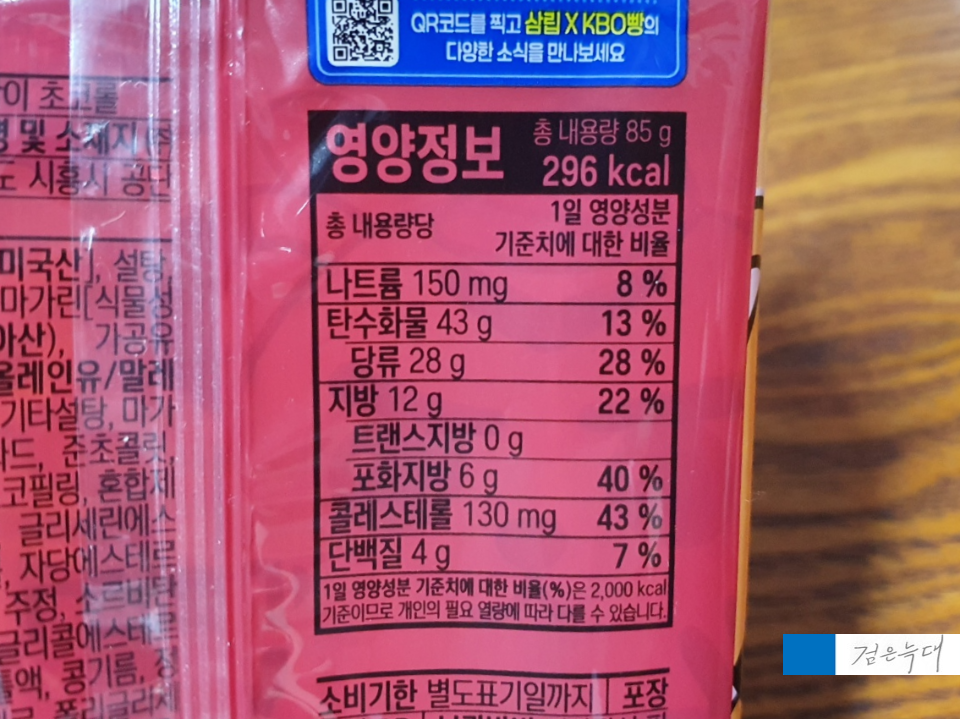 QR코드를 찍고 삼립 X KBO빵의
다양한 소식을 만나보세요
영양정보
총 내용량 85 g
296 kcal
총 내용량당
1일 영양성분
기준치에 대한 비율
나트륨 150 mg 8 %
탄수화물 43 g 13 %
당류 28 g 28 %
지방 12 g 22 %
트랜스지방 0 g
포화지방 6 g 40 %
콜레스테롤 130 mg 43 %
단백질 4 g 7 %
1일 영양성분 기준치에 대한 비율(%)은 2,000 kcal
기준이므로 개인의 필요 열량에 따라 다를 수 있습니다.
소비기한 별도표기일까지 포장
및 소재지
시흥시 공단
미국산], 설탕,
마가린[식물성
가공유
올레인유/말레
기타설탕, 마가
준초콜릿
코필링, 혼합제
글리세린에스
자당에스테르
주정, 소르비탄
글리콜에스테르
콩기름,
검은늑대